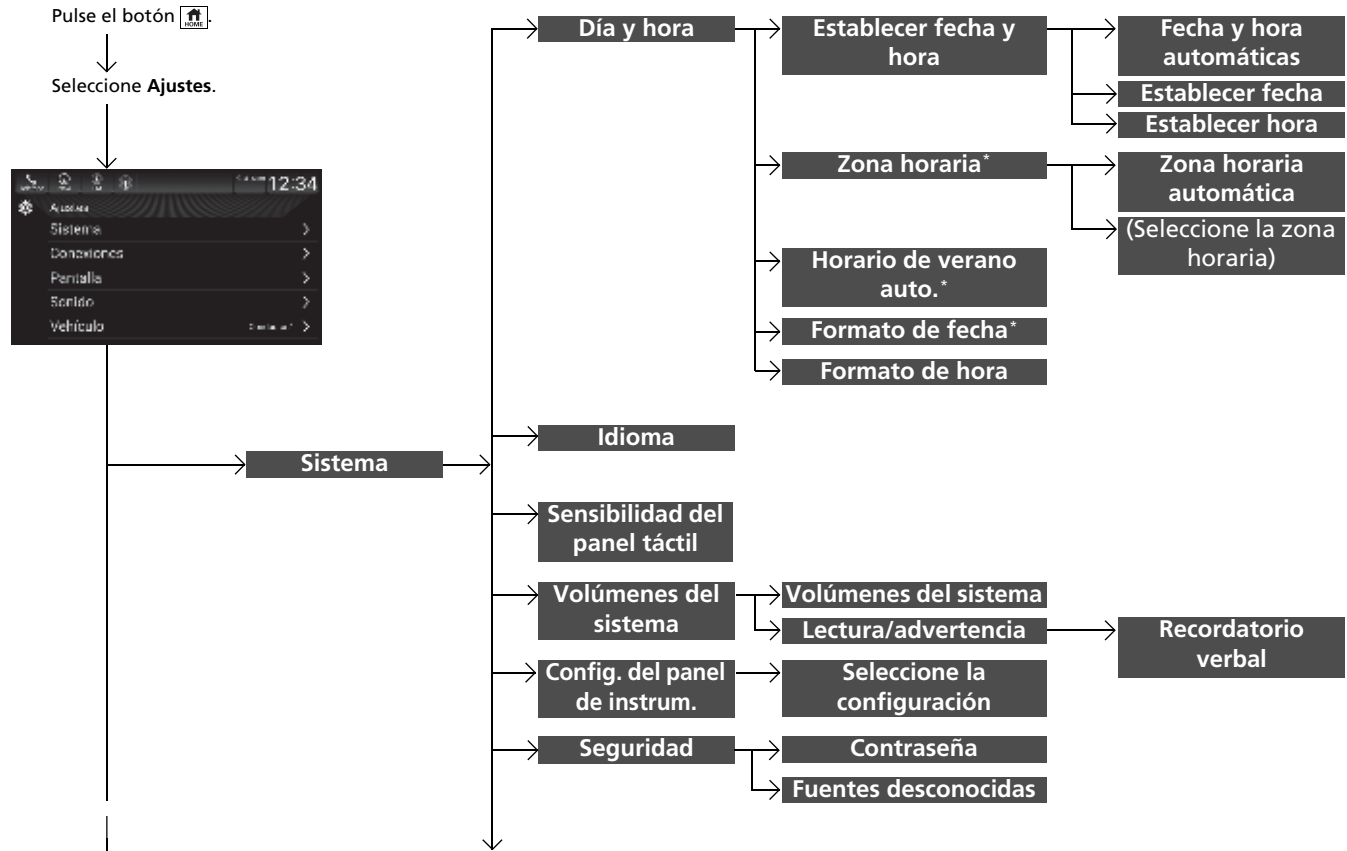 Pulse el botón HOME.
Seleccione Ajustes.
12:34
Ajustes
Sistema
Conexiones
Pantalla
Sonido
Vehículo
Sistema
Día y hora
Establecer fecha y
hora
Fecha y hora
automáticas
Establecer fecha
Establecer hora
Zona horaria*
Zona horaria
automática
(Seleccione la zona
horaria)
Horario de verano
auto.*
Formato de fecha*
Formato de hora
Idioma
Sensibilidad del
panel táctil
Volúmenes del
sistema
Volúmenes del sistema
Lectura/advertencia
Recordatorio
verbal
Config. del panel
de instrum.
Seleccione la
configuración
Seguridad
Contraseña
Fuentes desconocidas